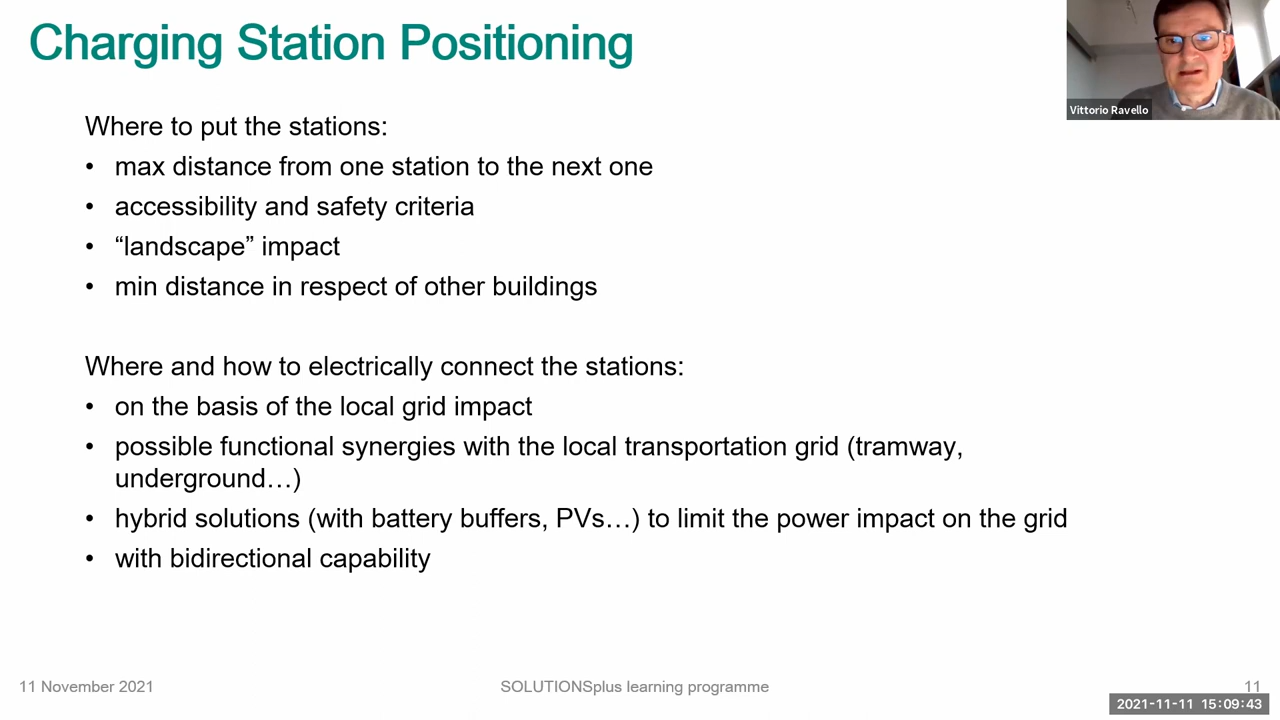 Charging Station Positioning
Vittorio Ravello
Where to put the stations:
• max distance from one station to the next one
• accessibility and safety criteria
• “landscape” impact
• min distance in respect of other buildings
Where and how to electrically connect the stations:
• on the basis of the local grid impact
• possible functional synergies with the local transportation grid (tramway,
underground…)
• hybrid solutions (with battery buffers, PVs…) to limit the power impact on the grid
• with bidirectional capability
11 November 2021
SOLUTIONSplus learning programme
11
2021-11-11 15:09:43